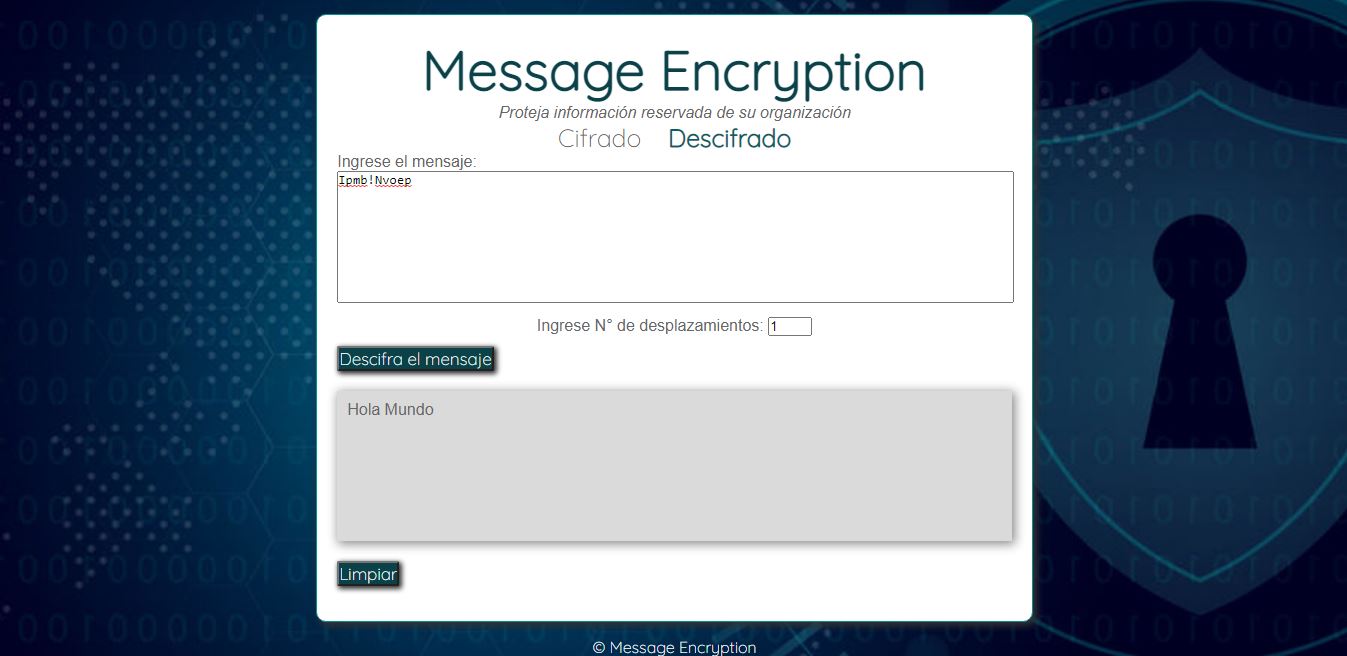 Message Encryption
Proteja información reservada de su organización
Cifrado Descifrado
Ingrese el mensaje:
Ipmb!Nvoep
Ingrese N° de desplazamientos: 1
Descifra el mensaje
Hola Mundo
Limpiar
© Message Encryption